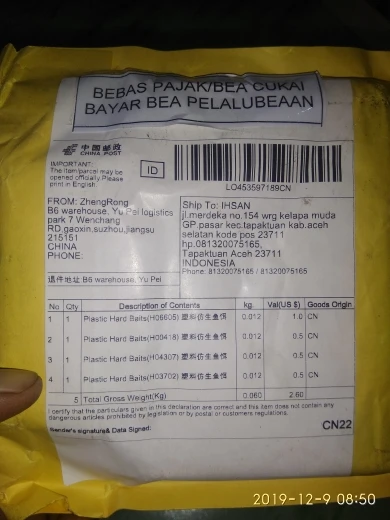 BEBAS PAJAK/BEA CUKAI
BAYAR BEA PELALUBEAAN
中国邮政
CHINA POST
IMPORTANT:
The item/parcel may be
opened officially.Please
print in English.
ID
LO453597189CN
FROM: ZhengRong
B6 warehouse, Yu Pei logistics
park 7 Wenchang
RD,gaoxin,suzhou,jiangsu
215151
CHINA
PHONE:
退件地址 B6 warehouse, Yu Pei
Ship To: IHSAN
jl.merdeka no.154 wrg kelapa muda
GP.pasar kec.tapaktuan kab.aceh
selatan kode pos 23711
hp.081320075165,
Tapaktuan Aceh 23711
INDONESIA
Phone: 81320075165 / 81320075165
No Qty Description of Contents kg. Val(US $) Goods Origin
1 1 Plastic Hard Baits(H06605) 塑料仿生鱼饵 0.012 1.0 CN
2 1 Plastic Hard Baits(H00418) 塑料仿生鱼饵 0.012 0.5 CN
3 1 Plastic Hard Baits(H04307) 塑料仿生鱼饵 0.012 0.5 CN
4 1 Plastic Hard Baits(H03702) 塑料仿生鱼饵 0.012 0.5 CN
5 Total Gross Weight(Kg) 0.060 2.60
I certify that the particulars given in this declaration are correct and this item does not contain any
dangerous articles prohibited by legislation or by postal or customers regulations.
Sender's signature& Data Signed:
CN22
2019-12-9 08:50